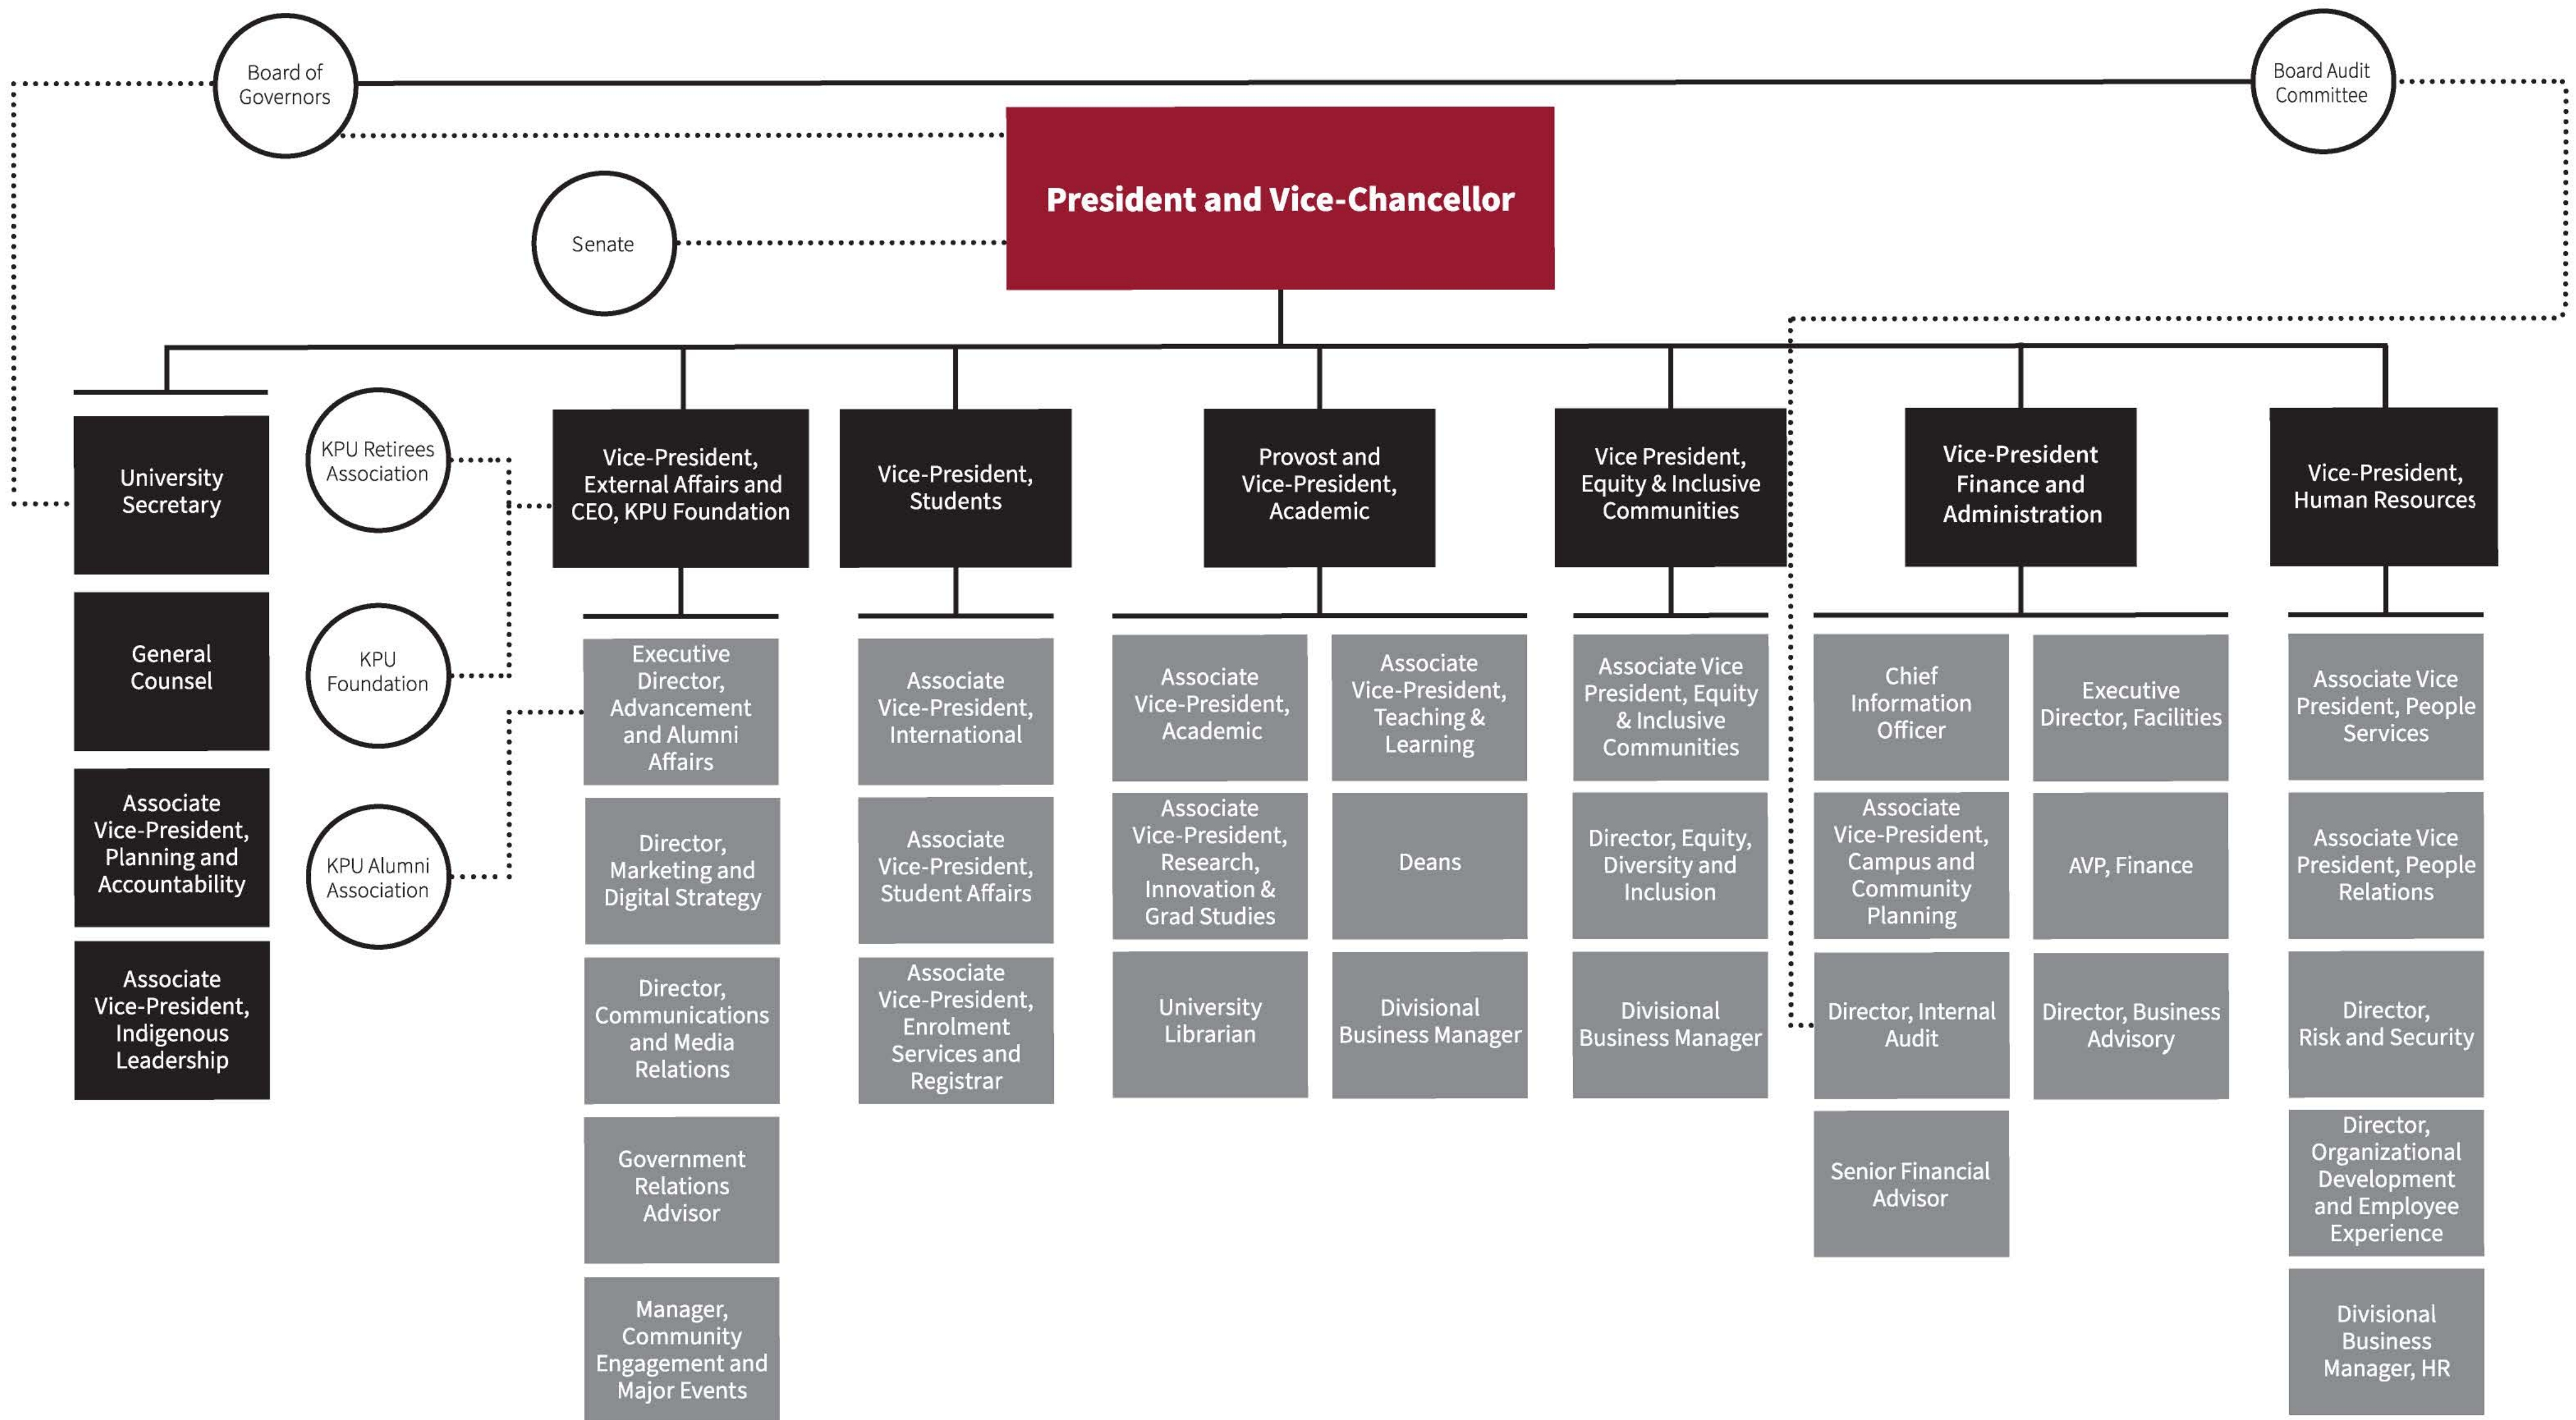 Board of
Governors
Board Audit
Committee
President and Vice-Chancellor
Senate
University
Secretary
General
Counsel
Associate
Vice-President,
Planning and
Accountability
Associate
Vice-President,
Indigenous
Leadership
KPU Retirees
Association
KPU
Foundation
KPU Alumni
Association
Vice-President,
External Affairs and
CEO, KPU Foundation
Executive
Director,
Advancement
and Alumni
Affairs
Director,
Marketing and
Digital Strategy
Director,
Communications
and Media
Relations
Government
Relations
Advisor
Manager,
Community
Engagement and
Major Events
Vice-President,
Students
Associate
Vice-President,
International
Associate
Vice-President,
Student Affairs
Associate
Vice-President,
Enrolment
Services and
Registrar
Provost and
Vice-President,
Academic
Associate
Vice-President,
Academic
Associate
Vice-President,
Research,
Innovation &
Grad Studies
University
Librarian
Associate
Vice-President,
Teaching &
Learning
Deans
Divisional
Business Manager
Vice President,
Equity & Inclusive
Communities
Associate Vice
President, Equity
& Inclusive
Communities
Director, Equity,
Diversity and
Inclusion
Divisional
Business Manager
Vice-President
Finance and
Administration
Chief
Information
Officer
Associate
Vice-President,
Campus and
Community
Planning
Director, Internal
Audit
Senior Financial
Advisor
Executive
Director, Facilities
AVP, Finance
Director, Business
Advisory
Vice-President,
Human Resources
Associate Vice
President, People
Services
Associate Vice
President, People
Relations
Director,
Risk and Security
Director,
Organizational
Development
and Employee
Experience
Divisional
Business
Manager, HR